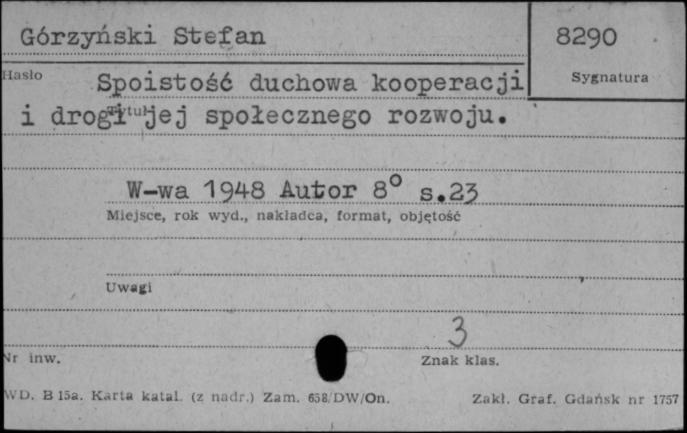 Górzyński Stefan
8290
Hasło
Sygnatura
Spoistość duchowa kooperacji
Tytuł
i drogi jej społecznego rozwoju.
W-wa 1948 Autor 8° s.23
Miejsce, rok wyd., nakładca, format, objętość
Uwagi
3
Nr inw.
Znak klas.
WD. B 15a. Karta katal. (z nadr.) Zam. 658/DW/On.
Zakł. Graf. Gdańsk nr 1757